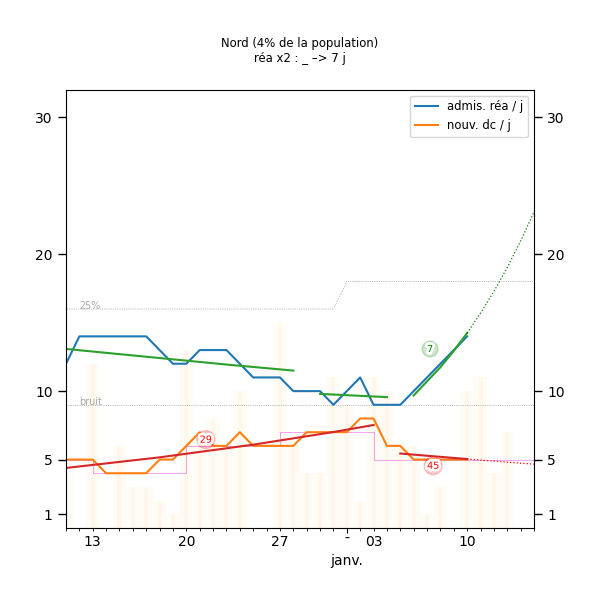 Nord (4% de la population)
réa x2 : _ –> 7 j
admis. réa / j
nouv. dc / j
30 30
20 20
25%
7
10 10
bruit
29
5 5
45
1 1
13 20 27 - 03 10
janv.